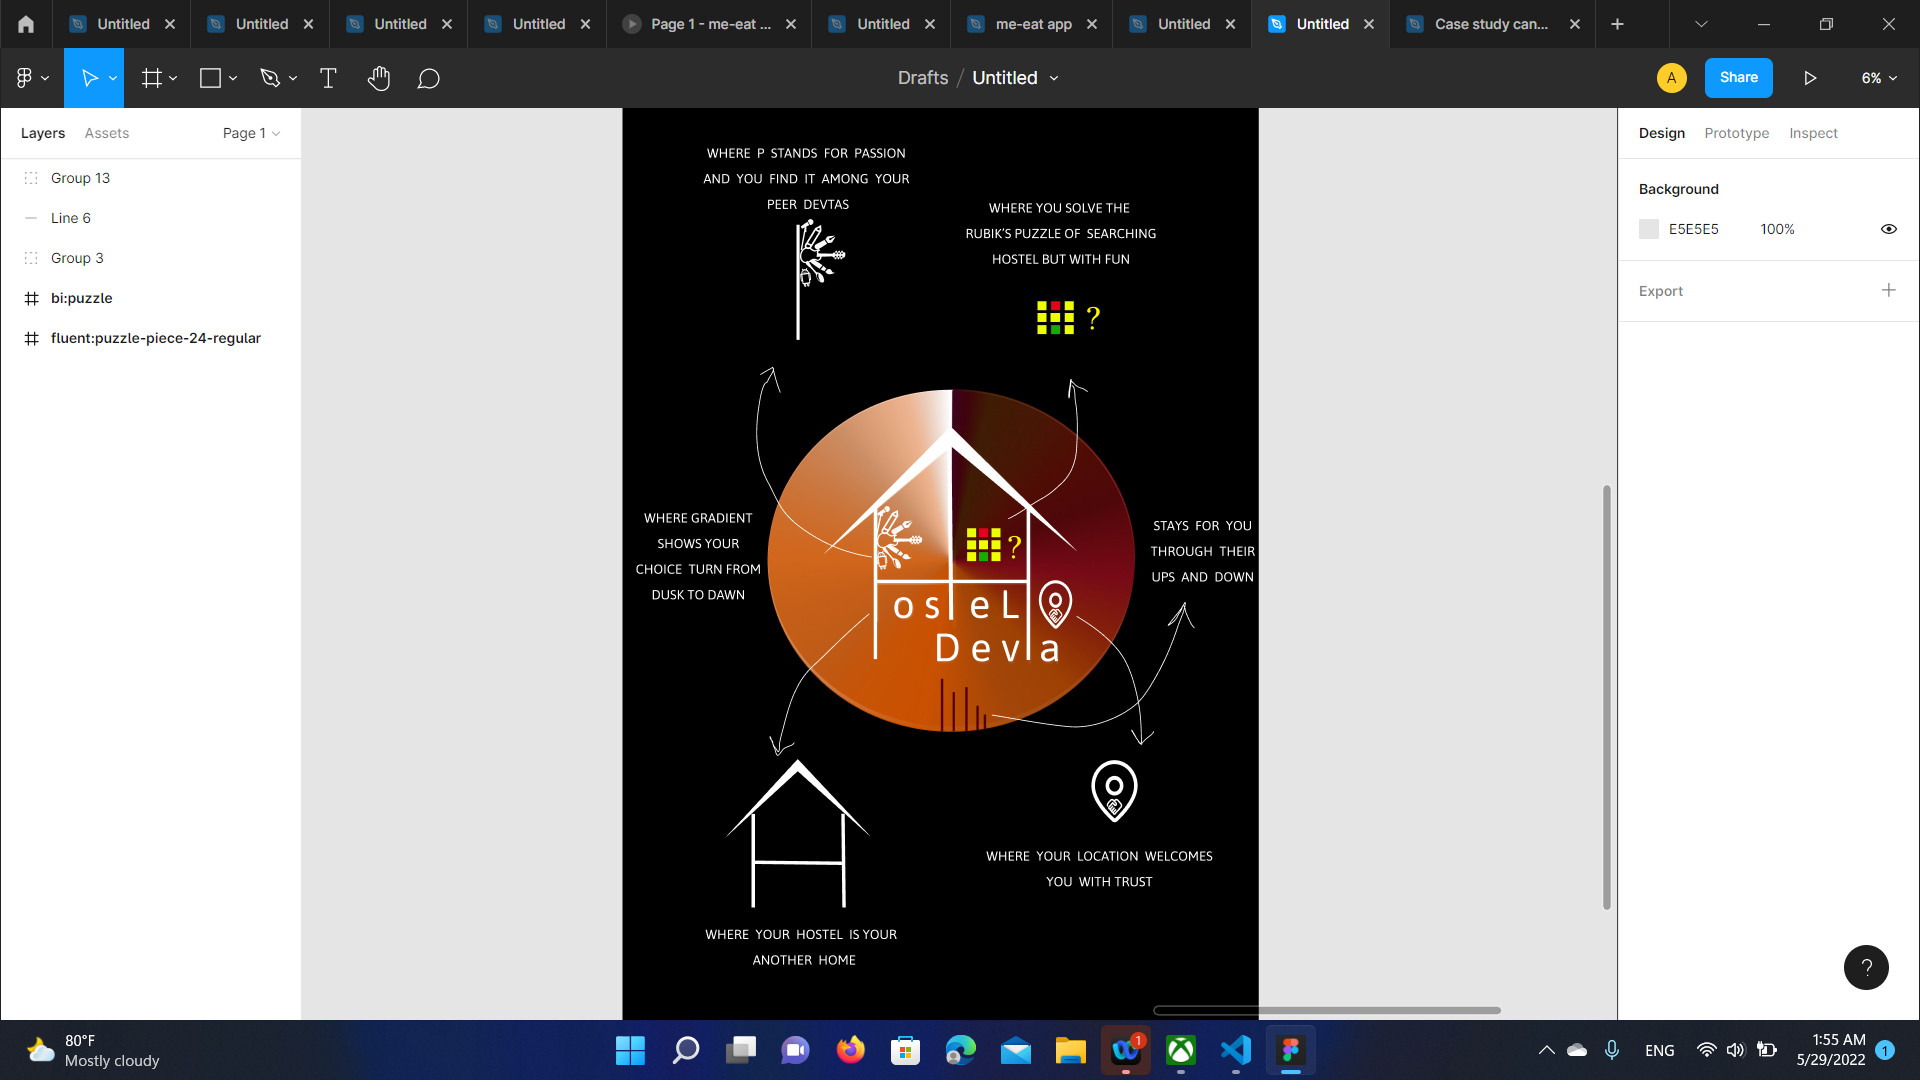 Untitled
Untitled
Untitled
Untitled
Page 1 - me-eat ...
Untitled
me-eat app
Untitled
Untitled
Case study can...
Drafts / Untitled
A
Share
6%
Layers
Assets
Page 1
Group 13
Line 6
Group 3
bi:puzzle
fluent:puzzle-piece-24-regular
WHERE P STANDS FOR PASSION
AND YOU FIND IT AMONG YOUR
PEER DEVTAS
WHERE YOU SOLVE THE
RUBIK'S PUZZLE OF SEARCHING
HOSTEL BUT WITH FUN
?
WHERE GRADIENT
SHOWS YOUR
CHOICE TURN FROM
DUSK TO DAWN
?
osteL
Devta
STAYS FOR YOU
THROUGH THEIR
UPS AND DOWN
WHERE YOUR LOCATION WELCOMES
YOU WITH TRUST
WHERE YOUR HOSTEL IS YOUR
ANOTHER HOME
Design
Prototype
Inspect
Background
E5E5E5
100%
Export
?
80°F
Mostly cloudy
1
ENG
1:55 AM
5/29/2022
1